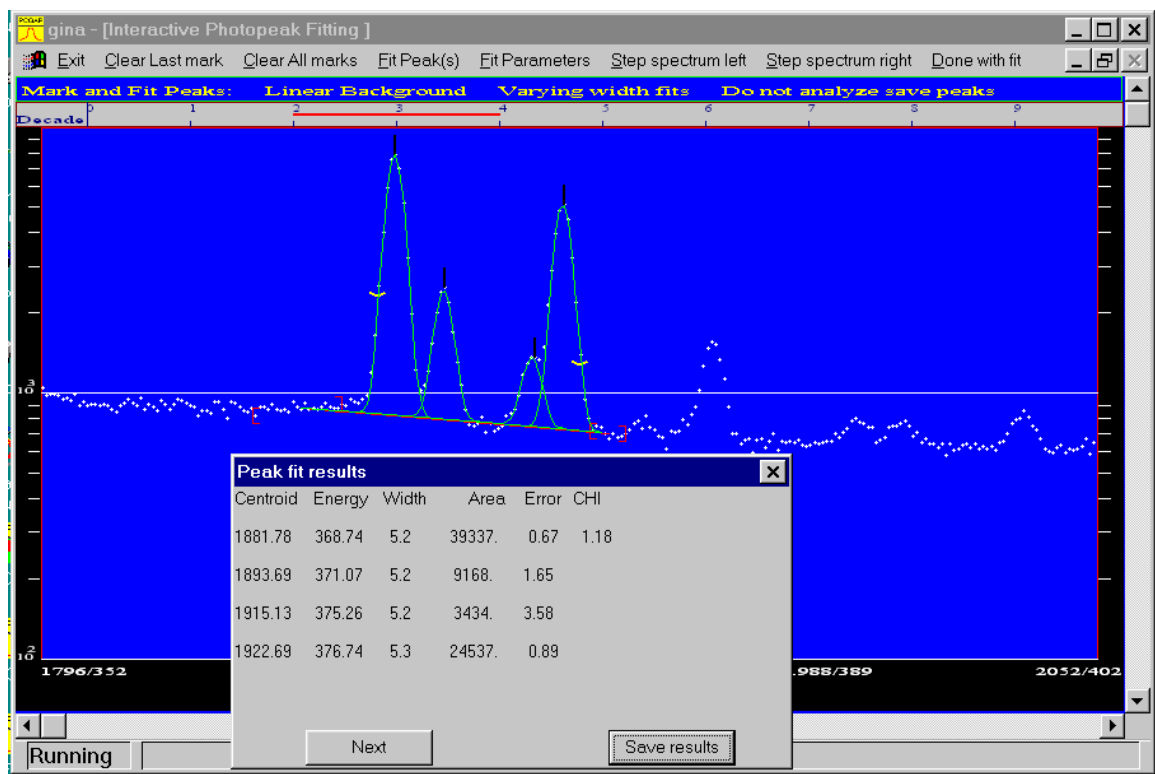 PCGAP
gina - [Interactive Photopeak Fitting ]
Exit Clear Last mark Clear All marks Fit Peak(s) Fit Parameters Step spectrum left Step spectrum right Done with fit
Mark and Fit Peaks: Linear Background Varying width fits Do not analyze save peaks
0 1 2 3 4 5 6 7 8 9
Decade
10^3
Peak fit results
Centroid Energy Width Area Error CHI
1881.78 368.74 5.2 39337. 0.67 1.18
1893.69 371.07 5.2 9168. 1.65
1915.13 375.26 5.2 3434. 3.58
1922.69 376.74 5.3 24537. 0.89
10^2
1796/352 .988/389 2052/402
Next Save results
Running